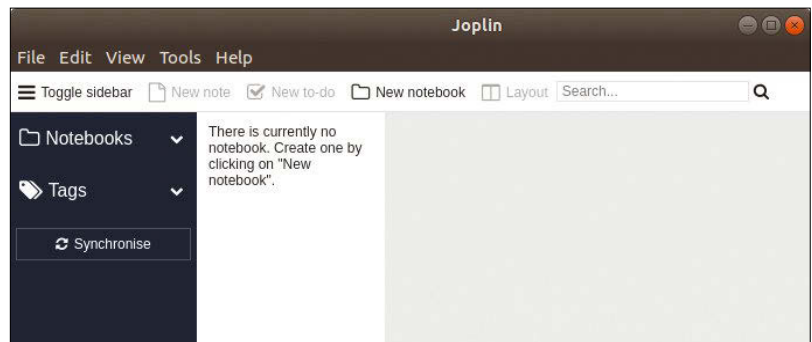 Joplin
File Edit View Tools Help
Toggle sidebar New note New to-do New notebook Layout Search...
Notebooks
Tags
Synchronise
There is currently no
notebook. Create one by
clicking on "New
notebook".